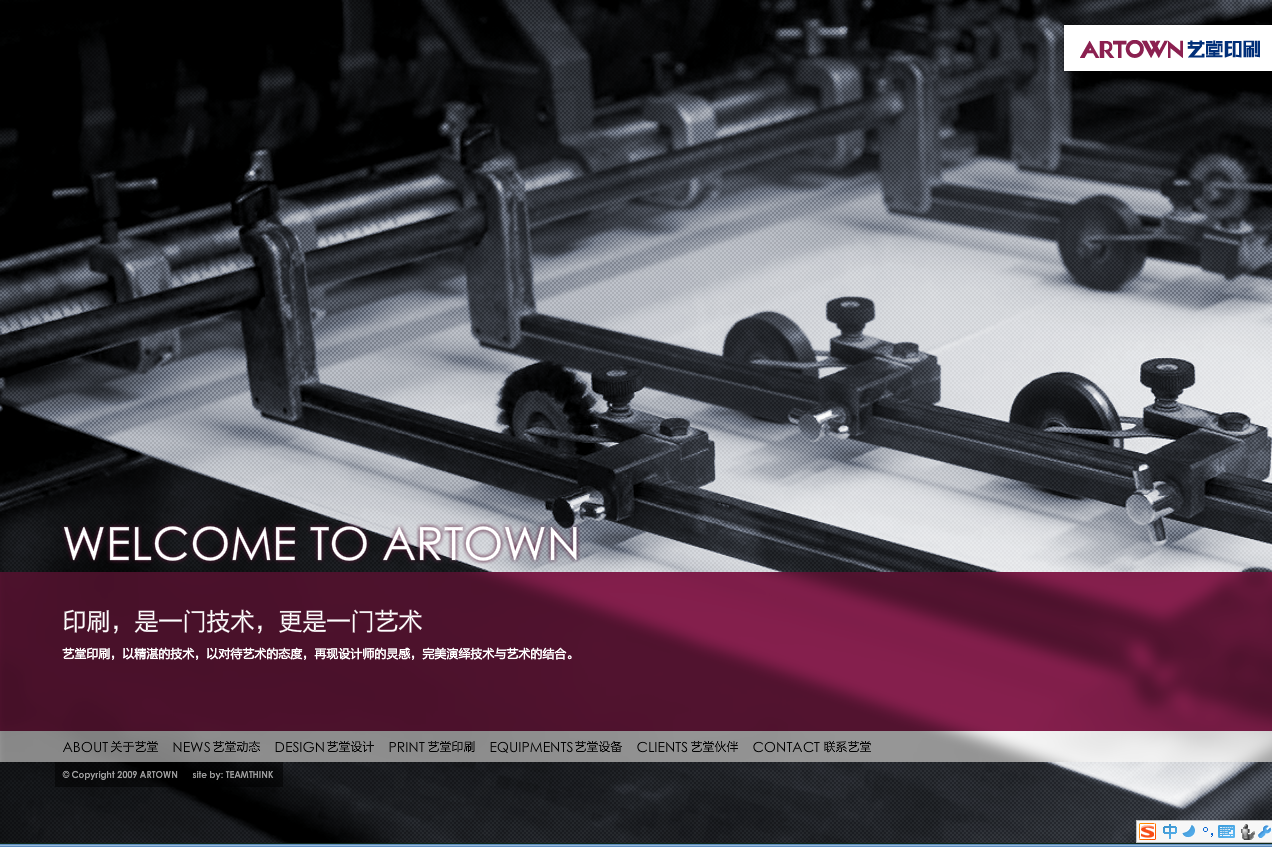 ARTOWN 艺堂印刷
WELCOME TO ARTOWN
印刷，是一门技术，更是一门艺术
艺堂印刷，以精湛的技术，以对待艺术的态度，再现设计师的灵感，完美演绎技术与艺术的结合。
ABOUT 关于艺堂 NEWS 艺堂动态 DESIGN 艺堂设计 PRINT 艺堂印刷 EQUIPMENTS 艺堂设备 CLIENTS 艺堂伙伴 CONTACT 联系艺堂
© Copyright 2009 ARTOWN site by: TEAMTHINK
S 中 °,